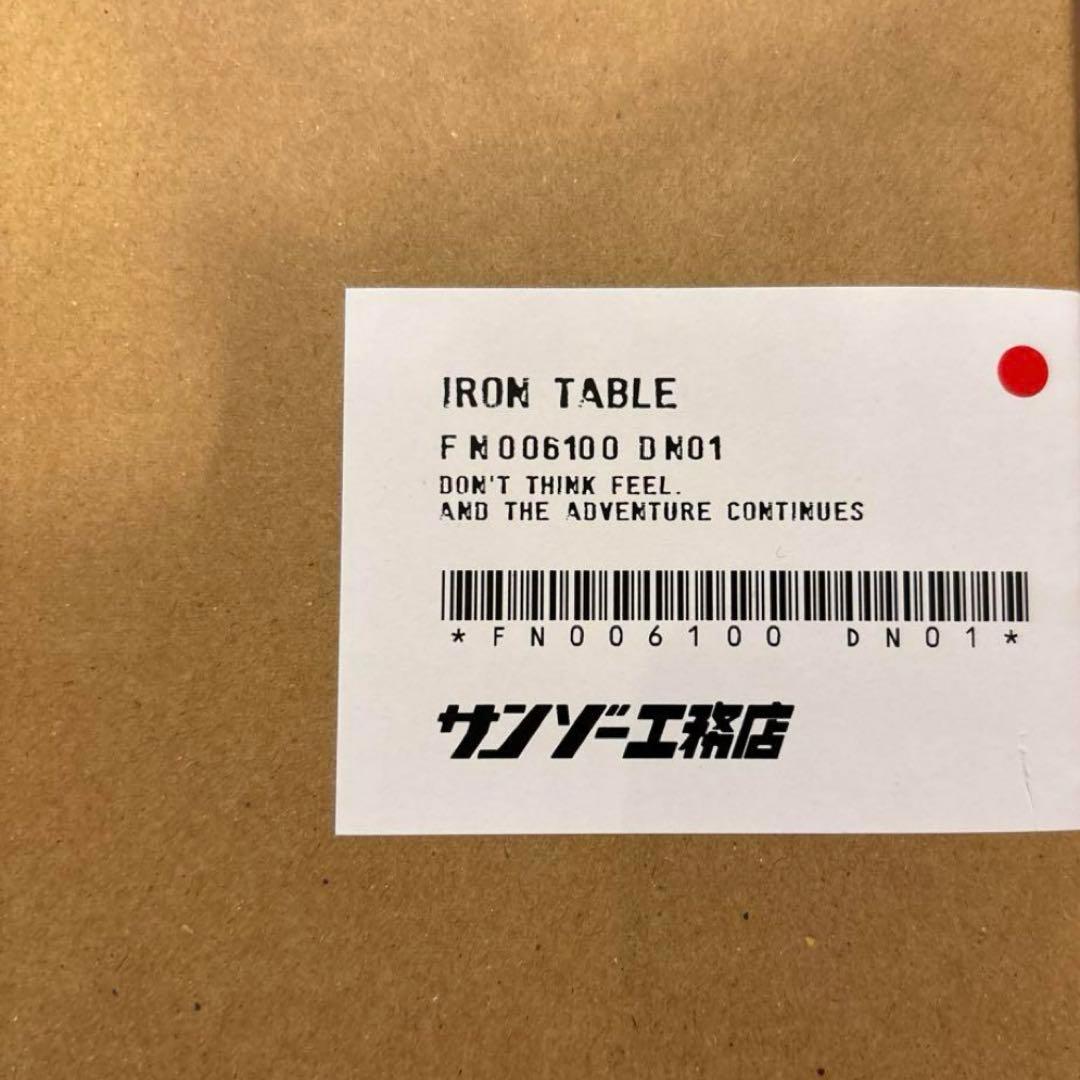 IRON TABLE
FN006100 DN01
DON'T THINK FEEL.
AND THE ADVENTURE CONTINUES
*FN006100 DN01*
サンゾー工務店